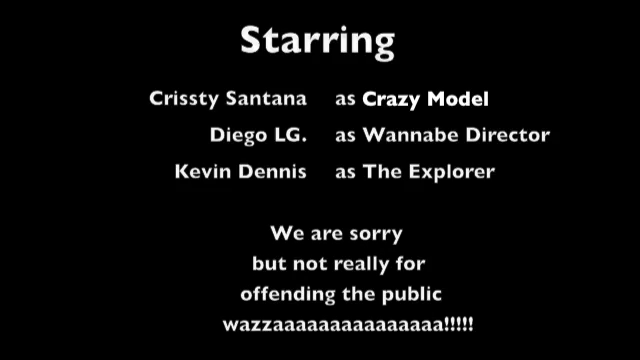 Starring
Crissty Santana as Crazy Model
Diego LG. as Wannabe Director
Kevin Dennis as The Explorer
We are sorry
but not really for
offending the public
wazzaaaaaaaaaaaaaaa!!!!!